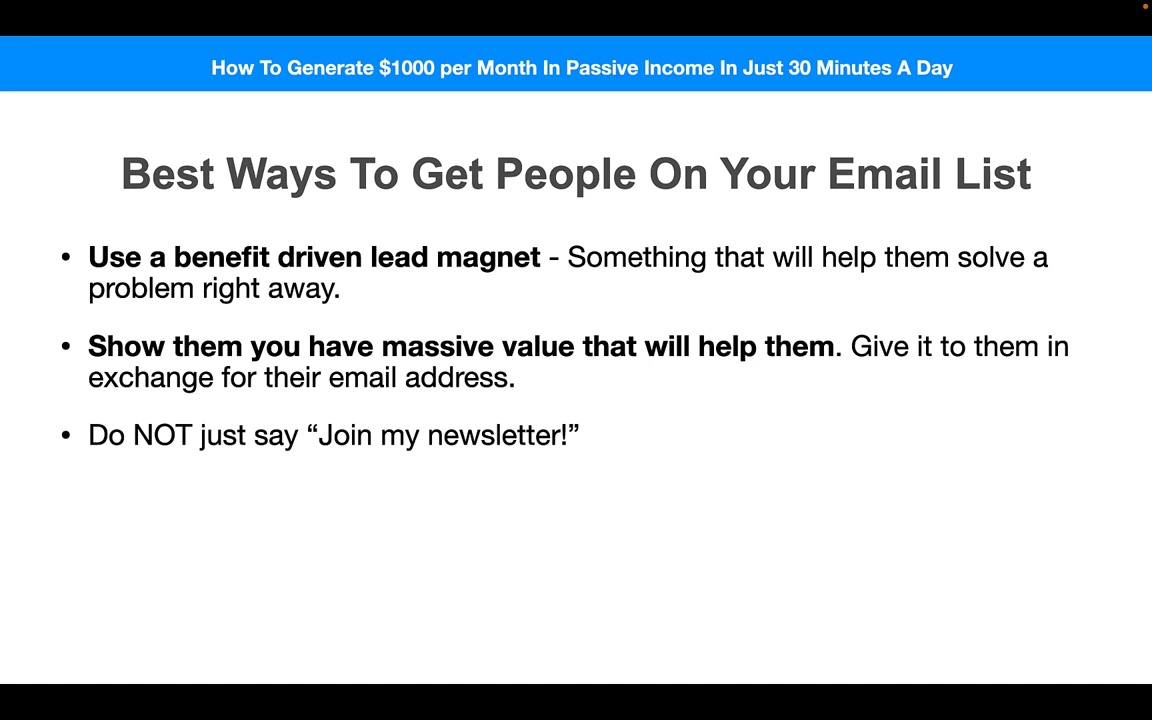 How To Generate $1000 per Month In Passive Income In Just 30 Minutes A Day
Best Ways To Get People On Your Email List
• Use a benefit driven lead magnet - Something that will help them solve a
problem right away.
• Show them you have massive value that will help them. Give it to them in
exchange for their email address.
• Do NOT just say “Join my newsletter!”